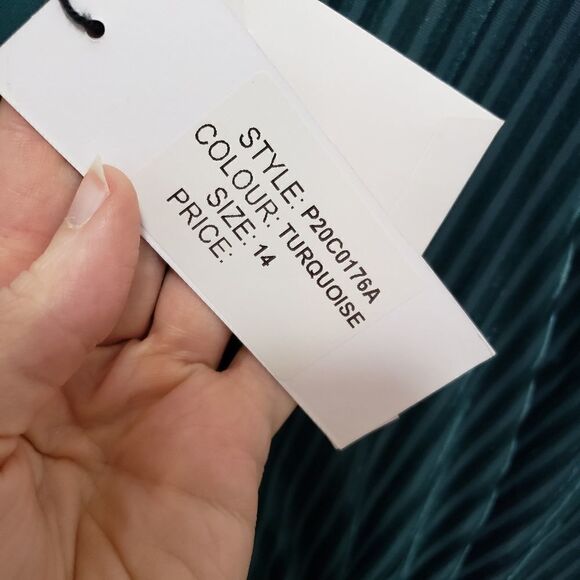 STYLE: P20C0176A
COLOUR: TURQUOISE
SIZE: 14
PRICE: